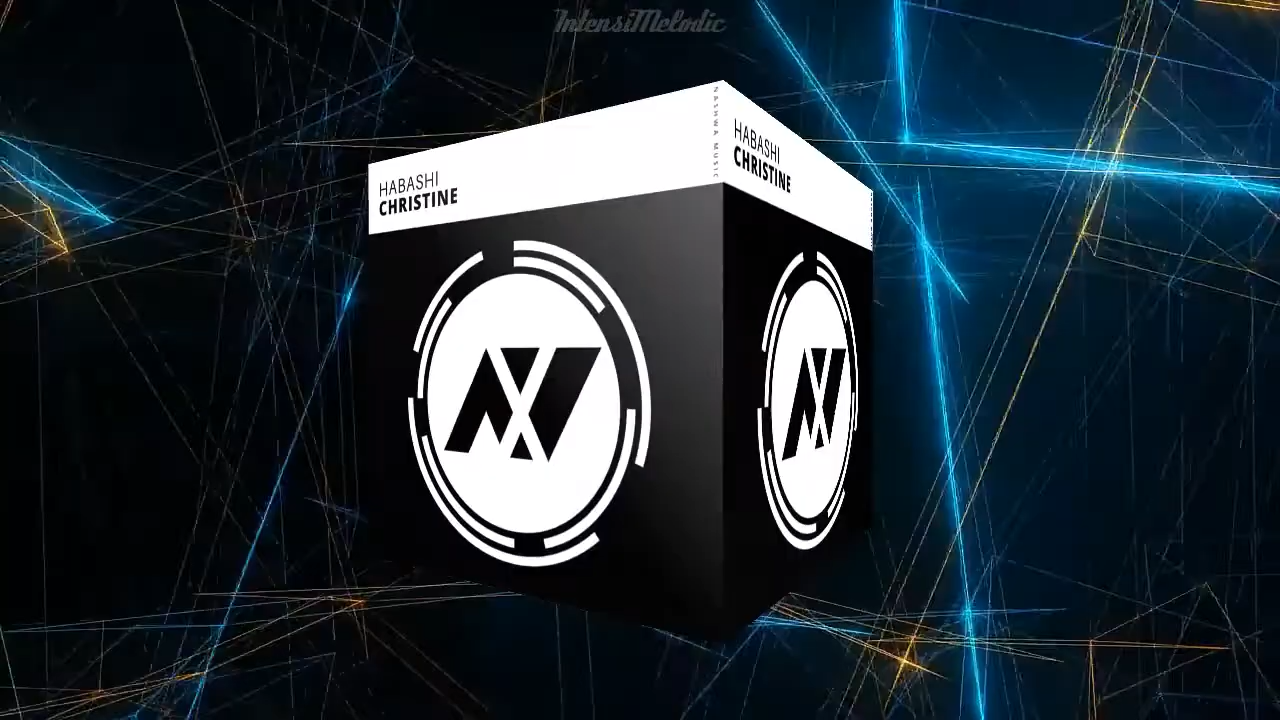 IntensiMelodic
HABASHI
CHRISTINE
NASHWA MUSIC
HABASHI
CHRISTINE